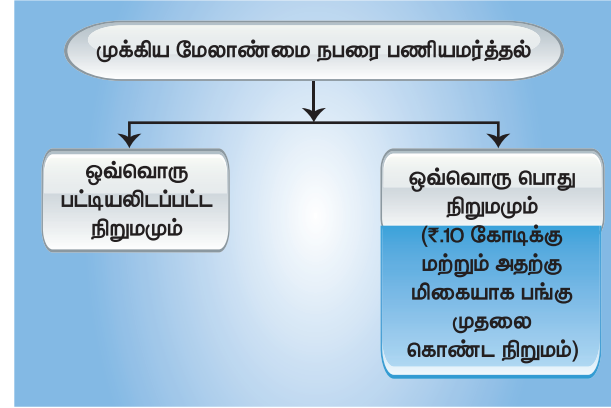 முக்கிய மேலாண்மை நபரை பணியமர்த்தல்
ஒவ்வொரு
பட்டியலிடப்பட்ட
நிறுமமும்
ஒவ்வொரு பொது
நிறுமமும்
(₹.10 கோடிக்கு
மற்றும் அதற்கு
மிகையாக பங்கு
முதலை
கொண்ட நிறுமம்)